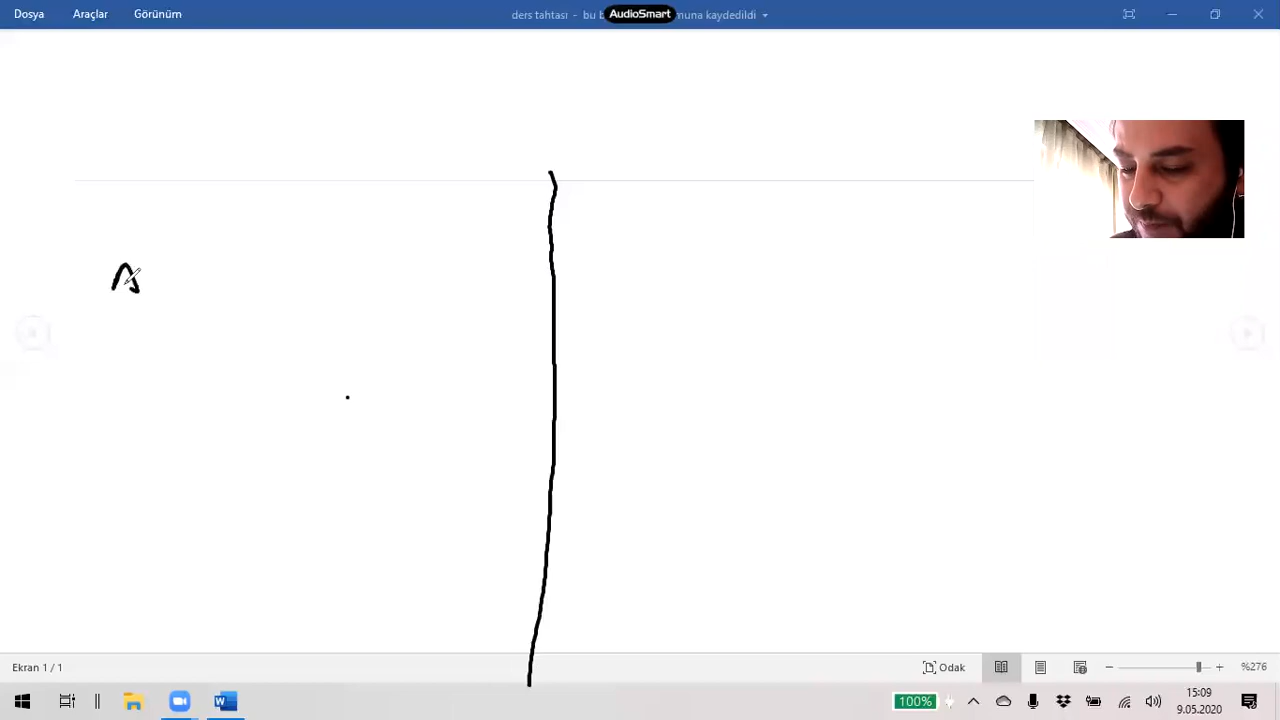 Dosya Araçlar Görünüm ders tahtası - bu b AudioSmart muna kaydedildi
Ekran 1 / 1 Odak %276
W 100% 15:09
9.05.2020